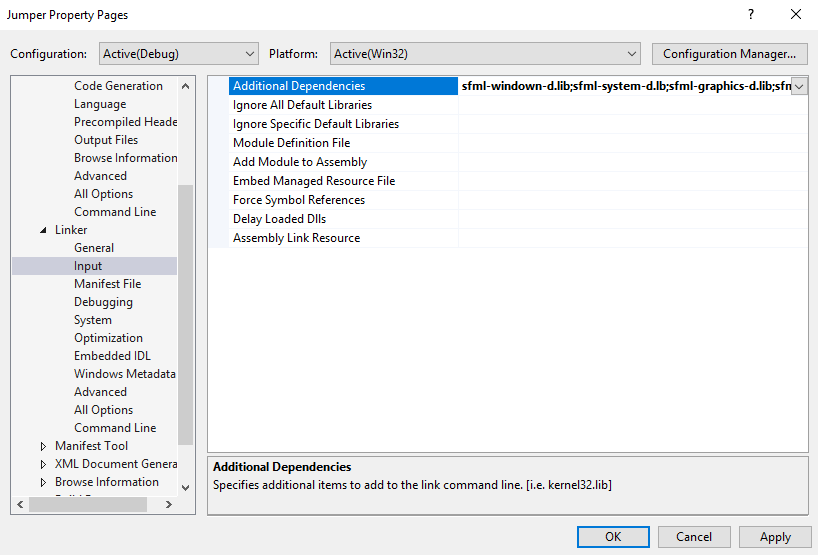 Jumper Property Pages
?
Configuration: Active(Debug) Platform: Active(Win32) Configuration Manager...
Code Generation
Language
Precompiled Heade
Output Files
Browse Information
Advanced
All Options
Command Line
Linker
General
Input
Manifest File
Debugging
System
Optimization
Embedded IDL
Windows Metadata
Advanced
All Options
Command Line
Manifest Tool
XML Document Genera
Browse Information
Additional Dependencies sfml-window-d.lib;sfml-system-d.lb;sfml-graphics-d.lib;sfm
Ignore All Default Libraries
Ignore Specific Default Libraries
Module Definition File
Add Module to Assembly
Embed Managed Resource File
Force Symbol References
Delay Loaded Dlls
Assembly Link Resource
Additional Dependencies
Specifies additional items to add to the link command line. [i.e. kernel32.lib]
OK Cancel Apply